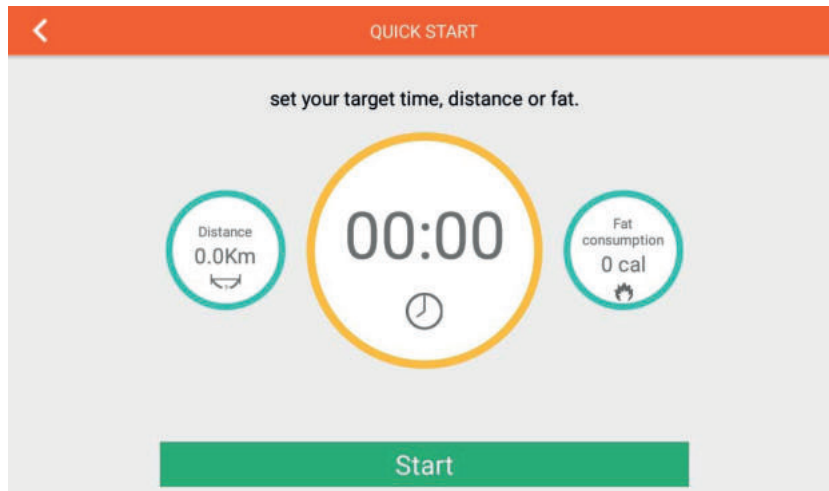 QUICK START
set your target time, distance or fat.
Distance
0.0Km
00:00
Fat
consumption
0 cal
Start